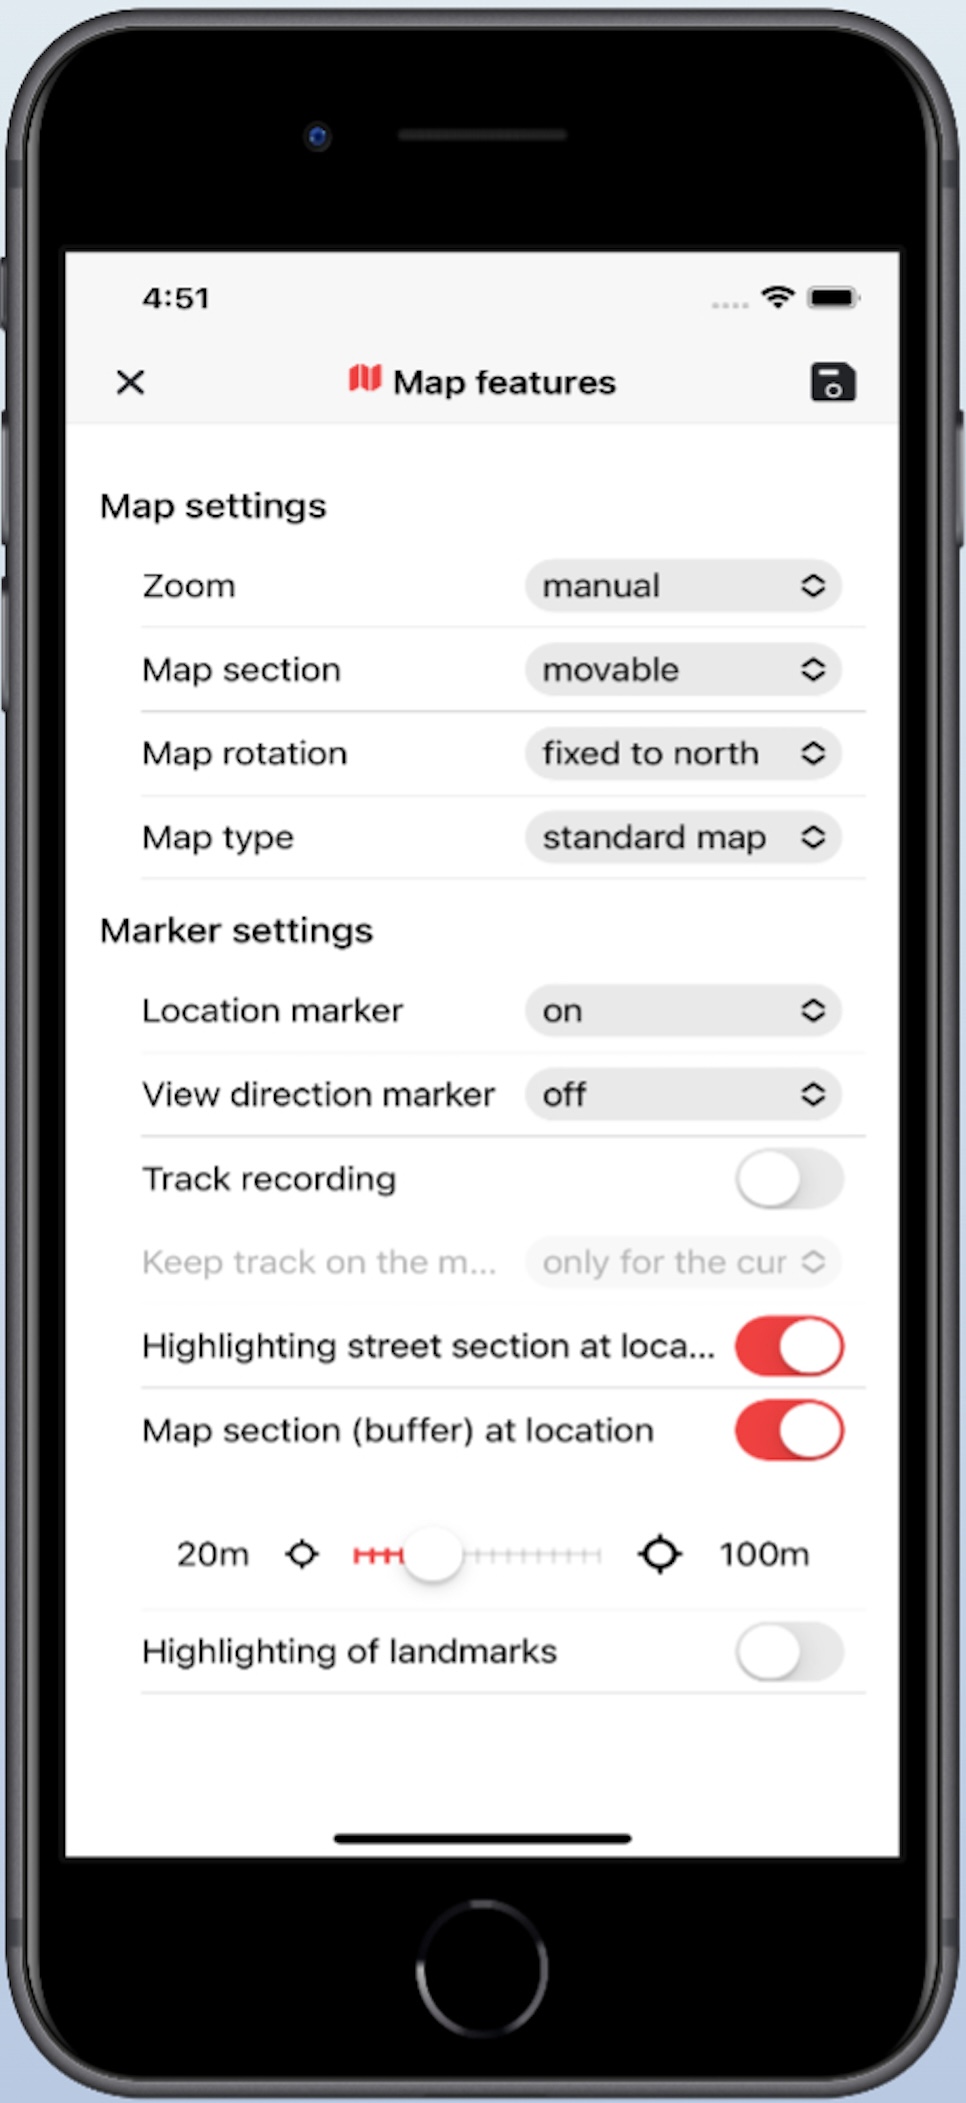 4:51
Map features
Map settings
Zoom manual
Map section movable
Map rotation fixed to north
Map type standard map
Marker settings
Location marker on
View direction marker off
Track recording
Keep track on the m... only for the cur
Highlighting street section at loca...
Map section (buffer) at location
20m 100m
Highlighting of landmarks